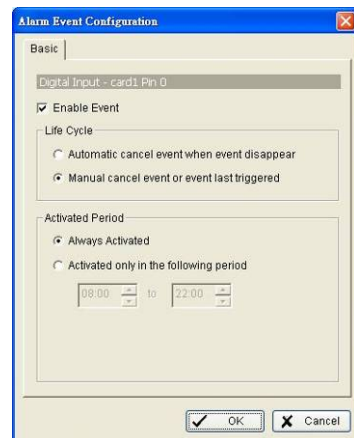 Alarm Event Configuration
Basic
Digital Input - card1 Pin 0
Enable Event
Life Cycle
Automatic cancel event when event disappear
Manual cancel event or event last triggered
Activated Period
Always Activated
Activated only in the following period
08:00 to 22:00
OK Cancel